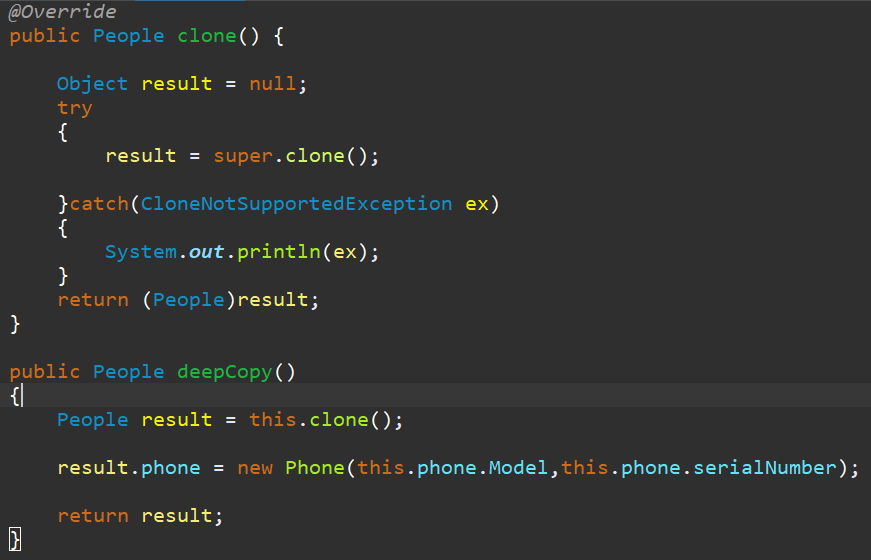 @Override
public People clone() {
Object result = null;
try
{
result = super.clone();
}catch(CloneNotSupportedException ex)
{
System.out.println(ex);
}
return (People)result;
}
public People deepCopy()
{
People result = this.clone();
result.phone = new Phone(this.phone.Model,this.phone.serialNumber);
return result;
}